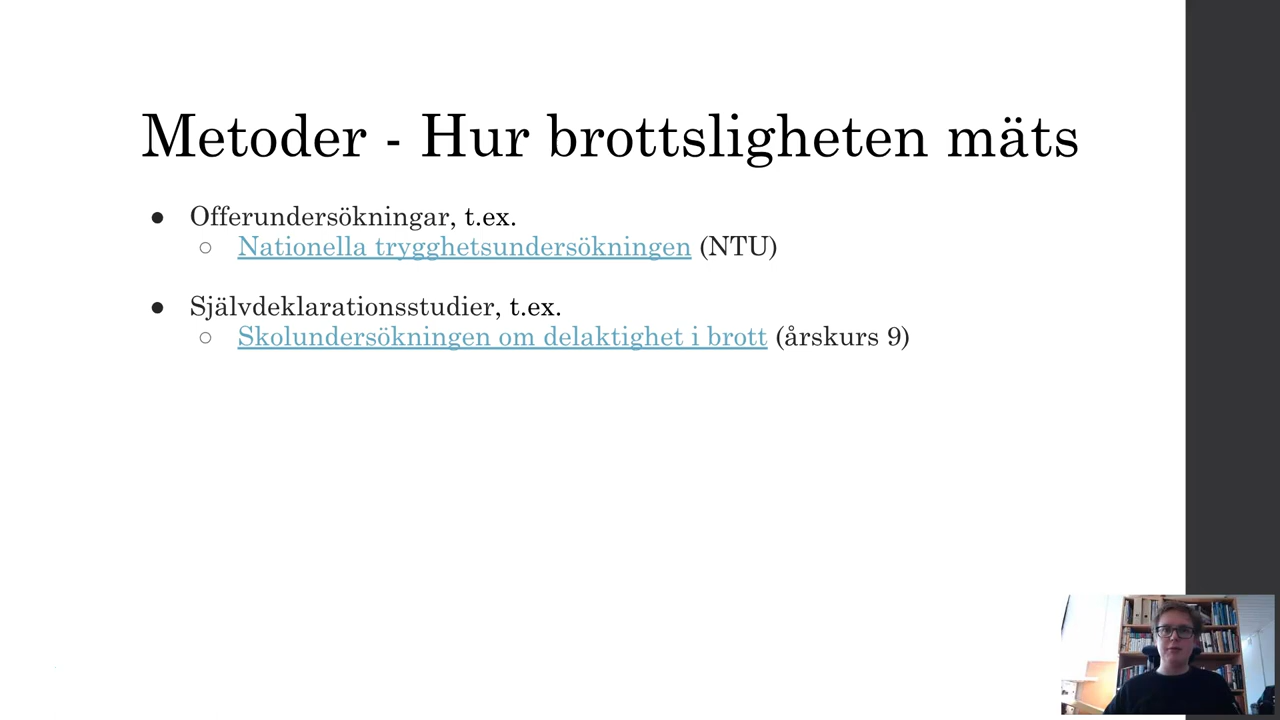 Metoder - Hur brottsligheten mäts
● Offerundersökningar, t.ex.
○ Nationella trygghetsundersökningen (NTU)
● Självdeklarationsstudier, t.ex.
○ Skolundersökningen om delaktighet i brott (årskurs 9)